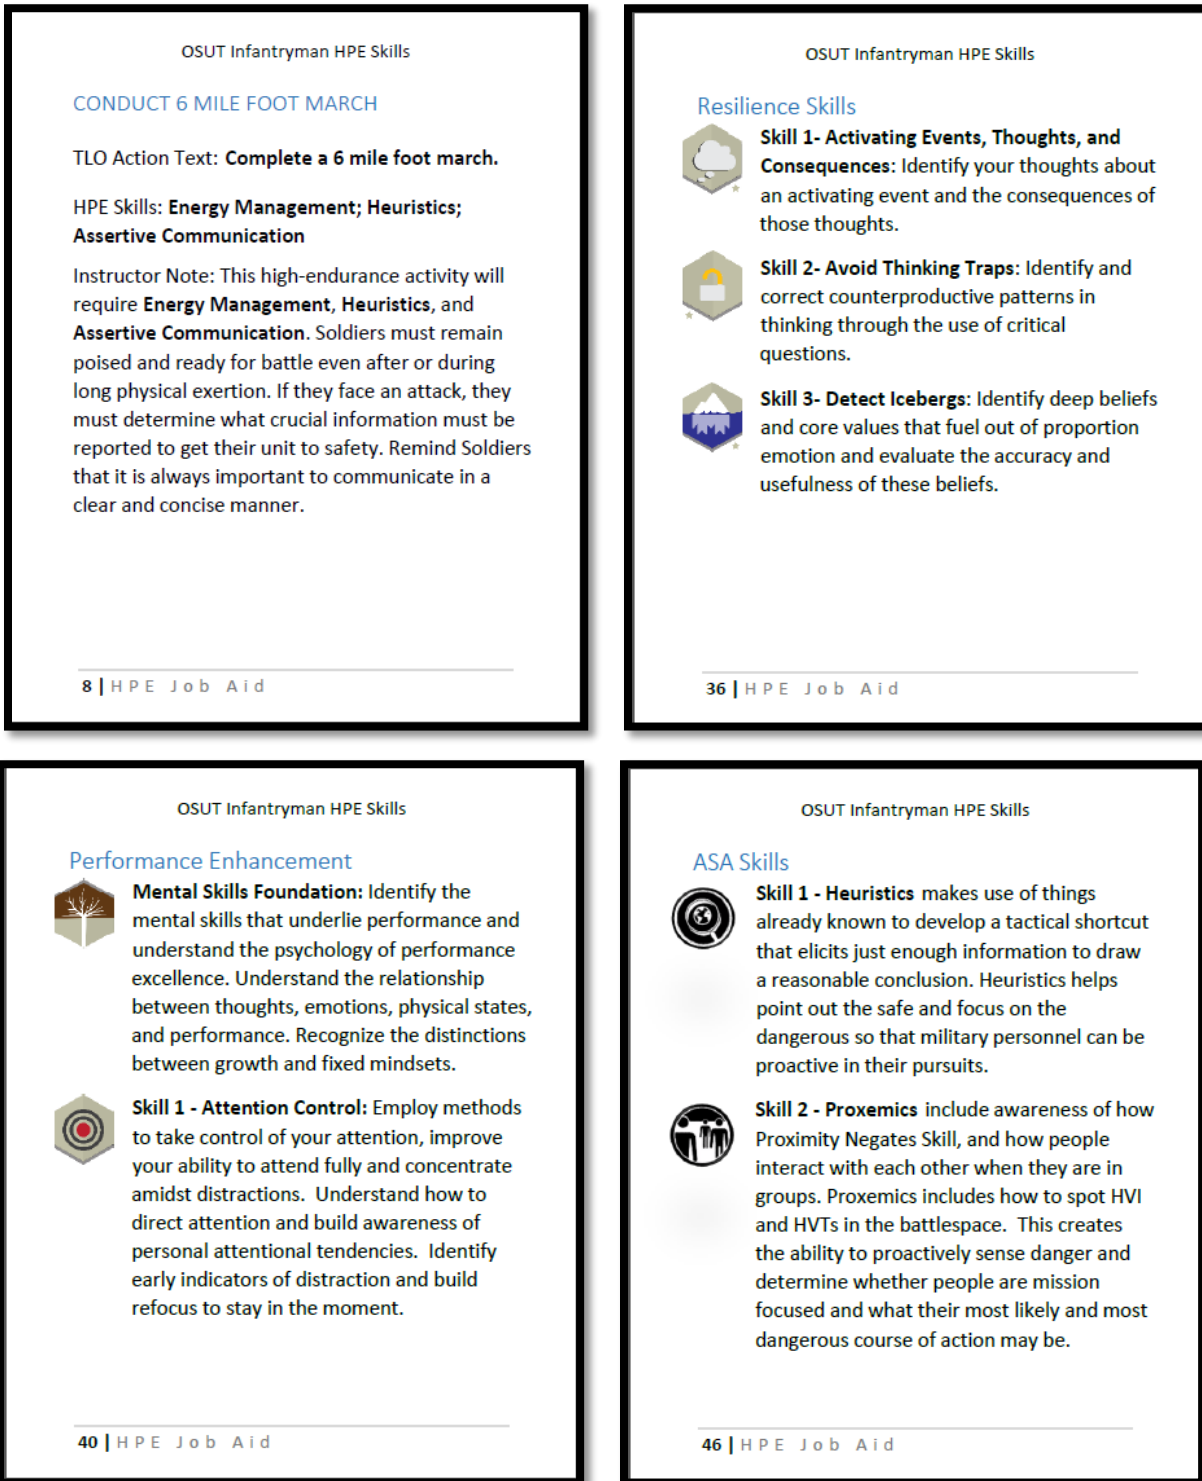 OSUT Infantryman HPE Skills
CONDUCT 6 MILE FOOT MARCH
TLO Action Text: Complete a 6 mile foot march.
HPE Skills: Energy Management; Heuristics;
Assertive Communication
Instructor Note: This high-endurance activity will
require Energy Management, Heuristics, and
Assertive Communication. Soldiers must remain
poised and ready for battle even after or during
long physical exertion. If they face an attack, they
must determine what crucial information must be
reported to get their unit to safety. Remind Soldiers
that it is always important to communicate in a
clear and concise manner.
8 | HPE Job Aid
OSUT Infantryman HPE Skills
Resilience Skills
Skill 1- Activating Events, Thoughts, and
Consequences: Identify your thoughts about
an activating event and the consequences of
those thoughts.
Skill 2- Avoid Thinking Traps: Identify and
correct counterproductive patterns in
thinking through the use of critical
questions.
Skill 3- Detect Icebergs: Identify deep beliefs
and core values that fuel out of proportion
emotion and evaluate the accuracy and
usefulness of these beliefs.
36 | HPE Job Aid
OSUT Infantryman HPE Skills
Performance Enhancement
Mental Skills Foundation: Identify the
mental skills that underlie performance and
understand the psychology of performance
excellence. Understand the relationship
between thoughts, emotions, physical states,
and performance. Recognize the distinctions
between growth and fixed mindsets.
Skill 1 - Attention Control: Employ methods
to take control of your attention, improve
your ability to attend fully and concentrate
amidst distractions. Understand how to
direct attention and build awareness of
personal attentional tendencies. Identify
early indicators of distraction and build
refocus to stay in the moment.
40 | HPE Job Aid
OSUT Infantryman HPE Skills
ASA Skills
Skill 1 - Heuristics makes use of things
already known to develop a tactical shortcut
that elicits just enough information to draw
a reasonable conclusion. Heuristics helps
point out the safe and focus on the
dangerous so that military personnel can be
proactive in their pursuits.
Skill 2 - Proxemics include awareness of how
Proximity Negates Skill, and how people
interact with each other when they are in
groups. Proxemics includes how to spot HVI
and HVTs in the battlespace. This creates
the ability to proactively sense danger and
determine whether people are mission
focused and what their most likely and most
dangerous course of action may be.
46 | HPE Job Aid